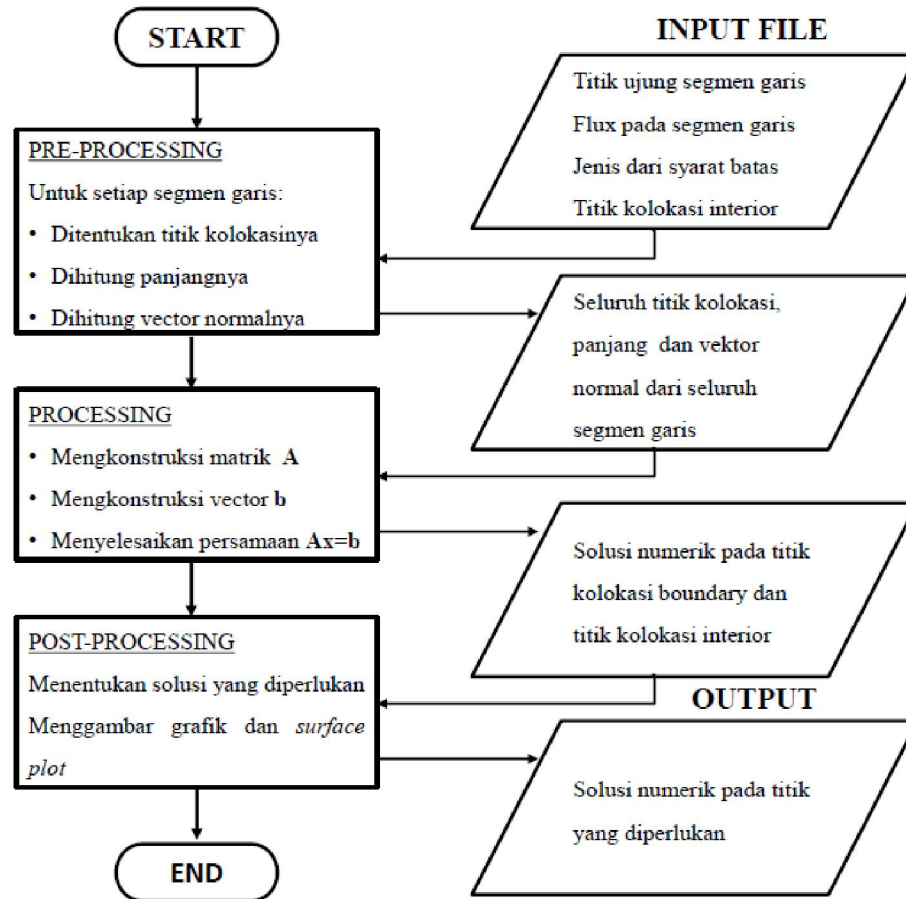 START
INPUT FILE
Titik ujung segmen garis
Flux pada segmen garis
Jenis dari syarat batas
Titik kolokasi interior
PRE-PROCESSING
Untuk setiap segmen garis:
• Ditentukan titik kolokasinya
• Dihitung panjangnya
• Dihitung vector normalnya
Seluruh titik kolokasi,
panjang dan vektor
normal dari seluruh
segmen garis
PROCESSING
• Mengkonstruksi matrik A
• Mengkonstruksi vector b
• Menyelesaikan persamaan Ax=b
Solusi numerik pada titik
kolokasi boundary dan
titik kolokasi interior
POST-PROCESSING
Menentukan solusi yang diperlukan
Menggambar grafik dan surface
plot
OUTPUT
Solusi numerik pada titik
yang diperlukan
END